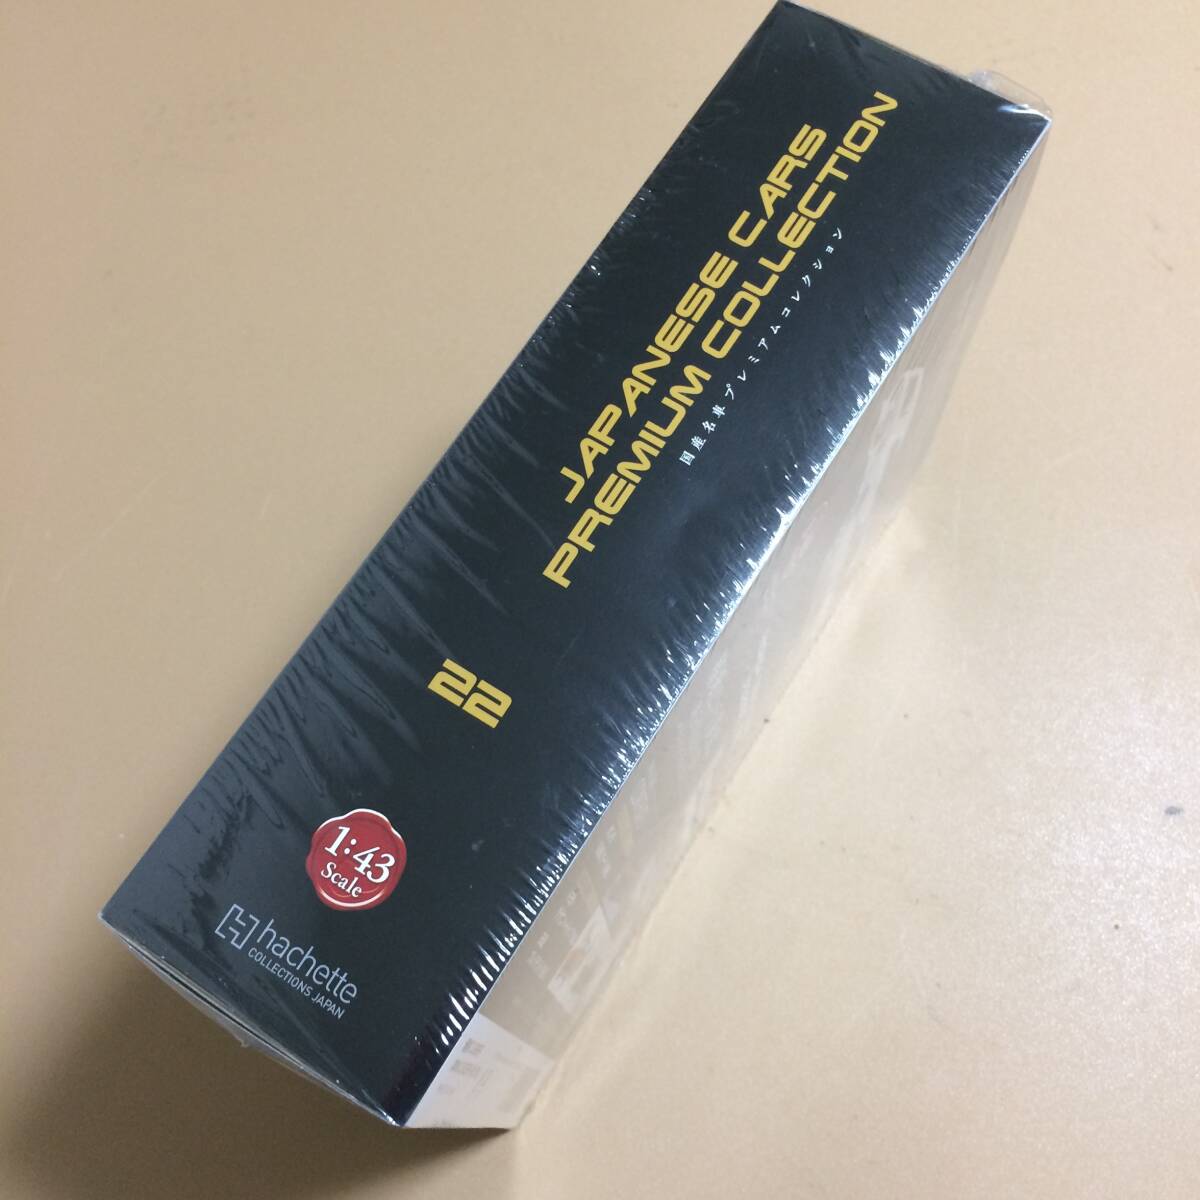 JAPANESE CARS
PREMIUM COLLECTION
国産名車プレミアムコレクション
22
1:43
Scale
hachette
COLLECTIONS JAPAN